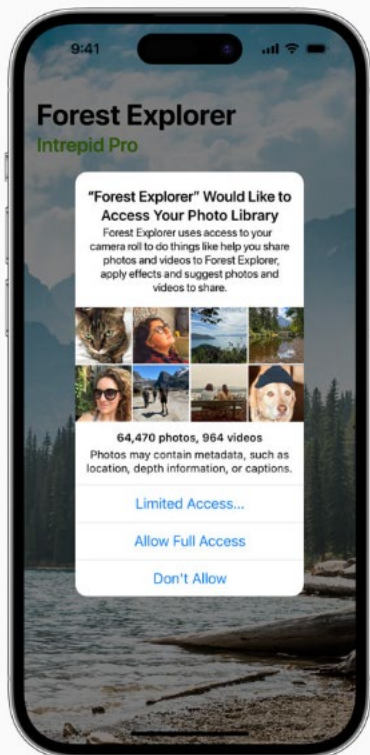 9:41
Forest Explorer
Intrepid Pro
“Forest Explorer” Would Like to
Access Your Photo Library
Forest Explorer uses access to your
camera roll to do things like help you share
photos and videos to Forest Explorer,
apply effects and suggest photos and
videos to share.
64,470 photos, 964 videos
Photos may contain metadata, such as
location, depth information, or captions.
Limited Access...
Allow Full Access
Don't Allow